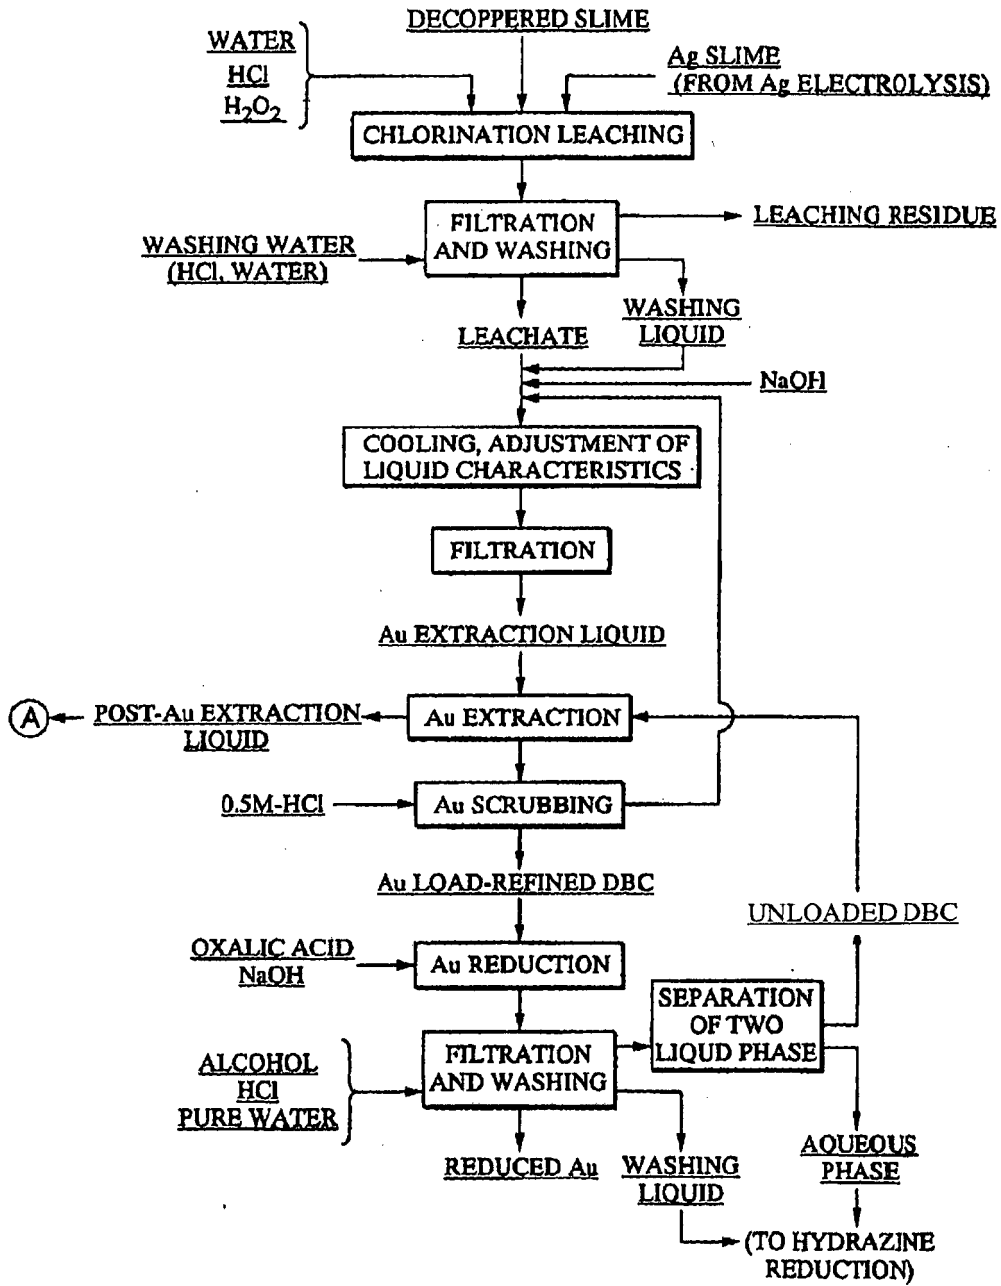 DECOPPERED SLIME
WATER
HCl
H2O2
Ag SLIME
(FROM Ag ELECTROLYSIS)
CHLORINATION LEACHING
FILTRATION
AND WASHING
LEACHING RESIDUE
WASHING WATER
(HCl, WATER)
WASHING
LIQUID
LEACHATE
NaOH
COOLING, ADJUSTMENT OF
LIQUID CHARACTERISTICS
FILTRATION
Au EXTRACTION LIQUID
A
POST-Au EXTRACTION
LIQUID
Au EXTRACTION
0.5M-HCl
Au SCRUBBING
Au LOAD-REFINED DBC
UNLOADED DBC
OXALIC ACID
NaOH
Au REDUCTION
SEPARATION
OF TWO
LIQUD PHASE
FILTRATION
AND WASHING
ALCOHOL
HCl
PURE WATER
REDUCED Au
WASHING
LIQUID
AQUEOUS
PHASE
(TO HYDRAZINE
REDUCTION)